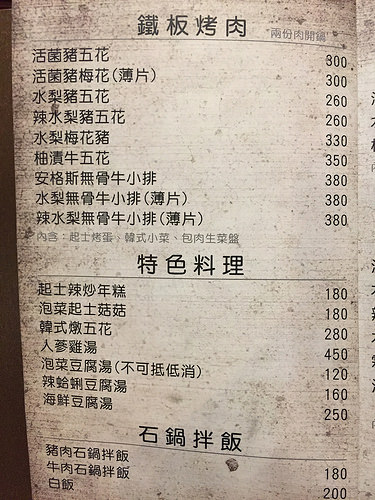 鐵板烤肉 兩份肉開鍋
活菌豬五花 300
活菌豬梅花(薄片) 300
水梨豬五花 260
辣水梨豬五花 260
水梨梅花豬 330
柚漬牛五花 350
安格斯無骨牛小排 380
水梨無骨牛小排(薄片) 380
辣水梨無骨牛小排(薄片) 380
內含：起士烤蛋、韓式小菜、包肉生菜盤
特色料理
起士辣炒年糕 180
泡菜起士菇菇 180
韓式燉五花 280
人蔘雞湯 450
泡菜豆腐湯(不可抵低消) 120
辣蛤蜊豆腐湯 160
海鮮豆腐湯 250
石鍋拌飯
豬肉石鍋拌飯 180
牛肉石鍋拌飯 200
白飯